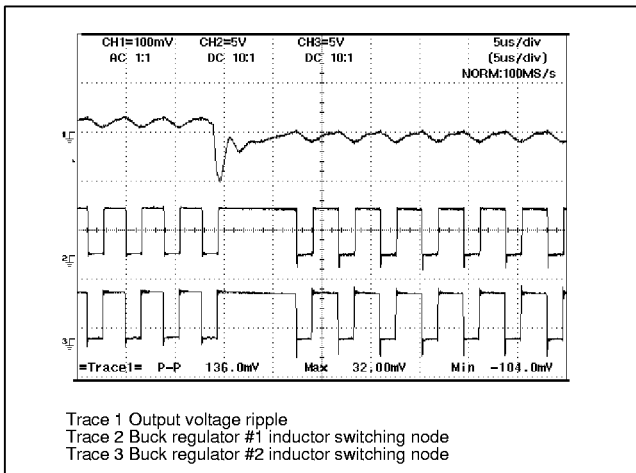 CH1=100mV CH2=5V CH3=5V 5us/div
AC 1:1 DC 10:1 DC 10:1 (5us/div)
NORM:100MS/s
1
2
3
=Trace1= P-P 136.0mV Max 32.00mV Min -104.0mV
Trace 1 Output voltage ripple
Trace 2 Buck regulator #1 inductor switching node
Trace 3 Buck regulator #2 inductor switching node